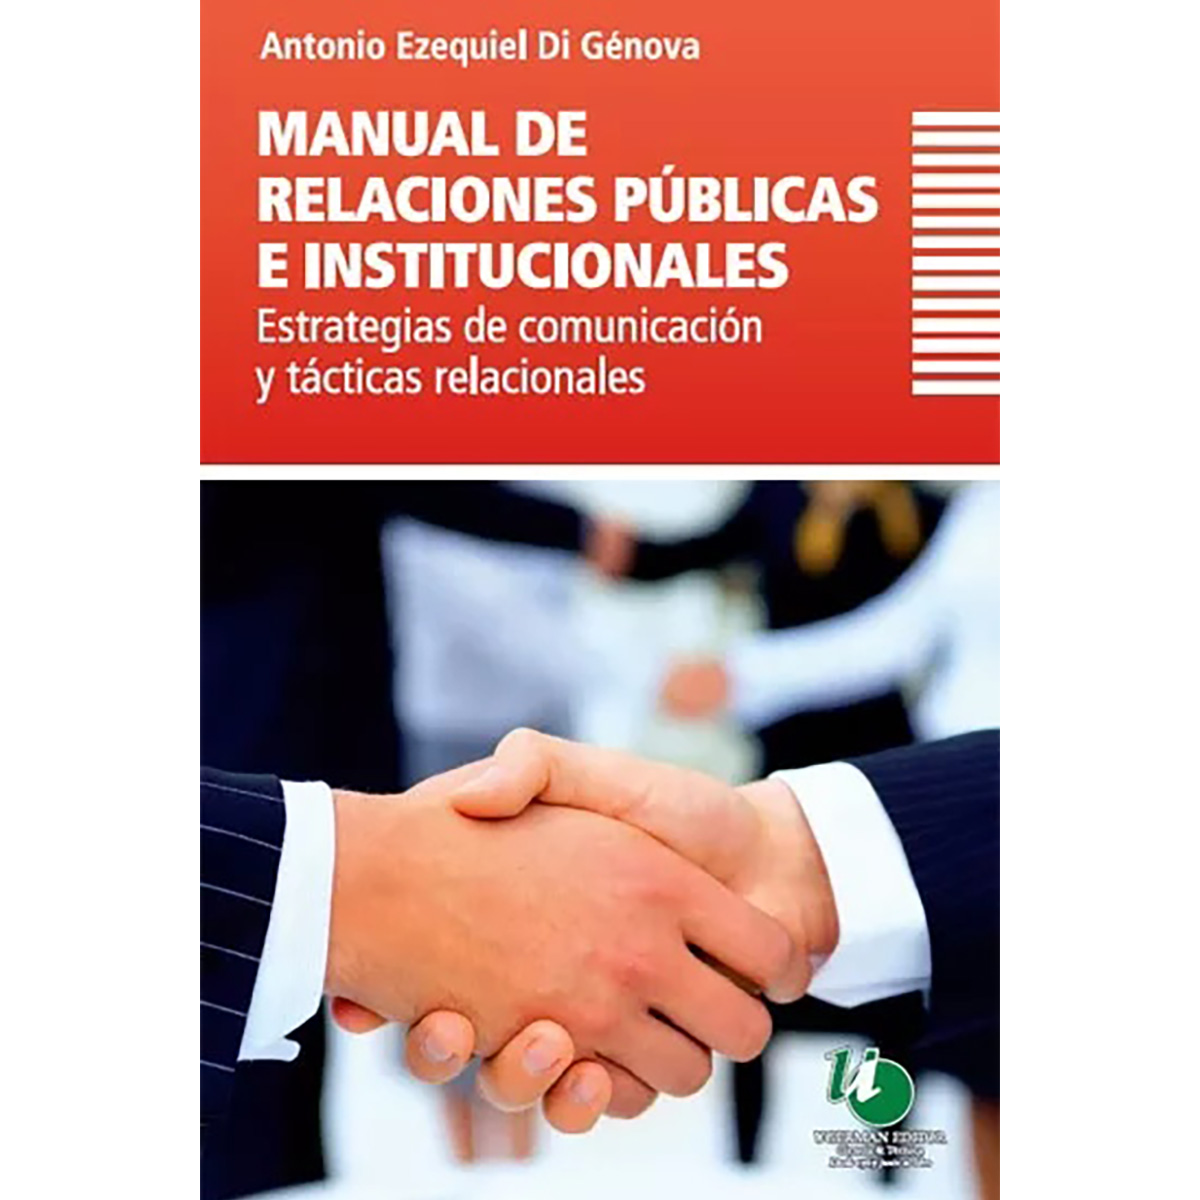 Antonio Ezequiel Di Génova
MANUAL DE
RELACIONES PÚBLICAS
E INSTITUCIONALES
Estrategias de comunicación
y tácticas relacionales